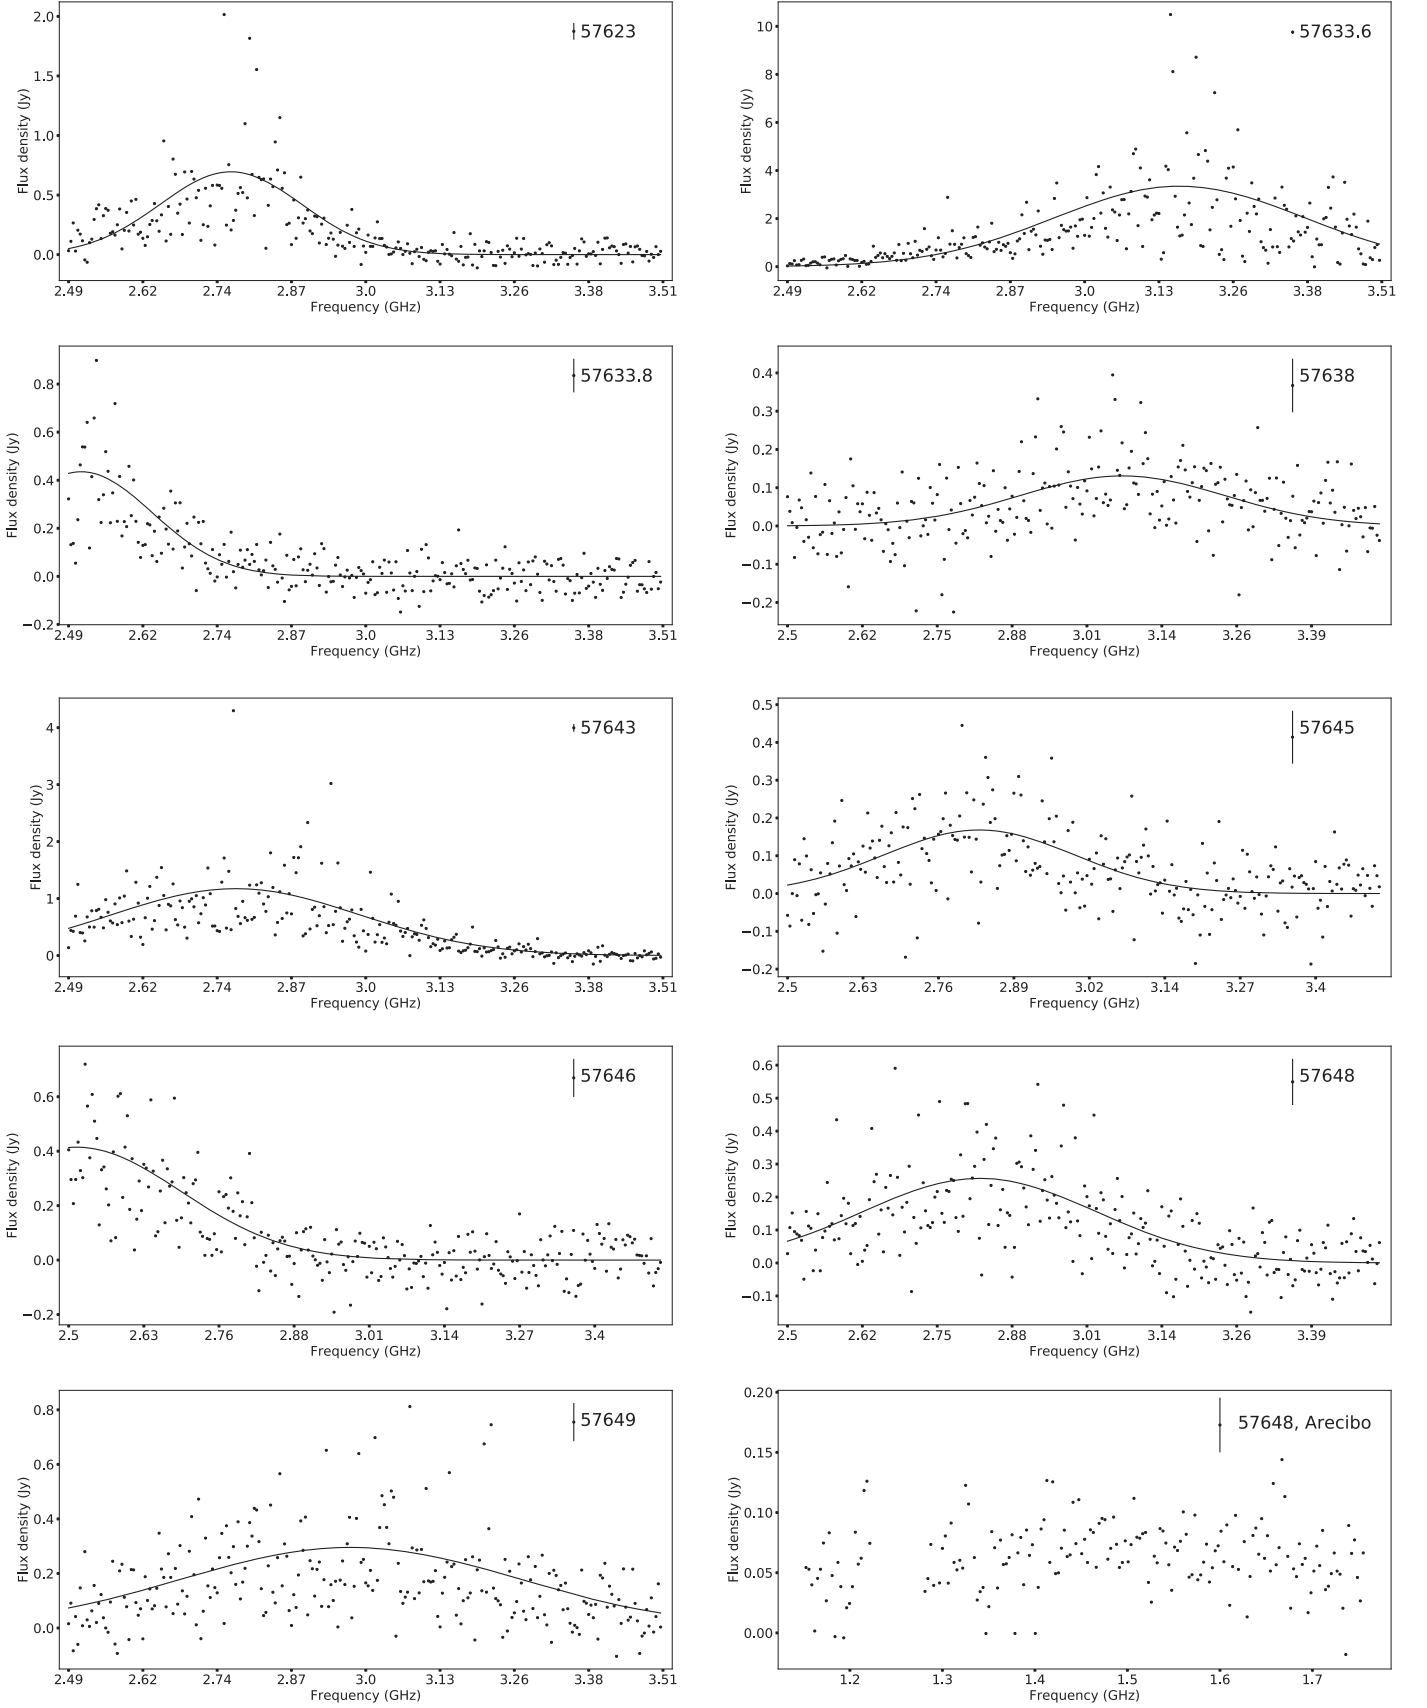 57623
Flux density (Jy)
2.0
1.5
1.0
0.5
0.0
2.49 2.62 2.74 2.87 3.0 3.13 3.26 3.38 3.51
Frequency (GHz)
57633.6
Flux density (Jy)
10
8
6
4
2
0
2.49 2.62 2.74 2.87 3.0 3.13 3.26 3.38 3.51
Frequency (GHz)
57633.8
Flux density (Jy)
0.8
0.6
0.4
0.2
0.0
−0.2
2.49 2.62 2.74 2.87 3.0 3.13 3.26 3.38 3.51
Frequency (GHz)
57638
Flux density (Jy)
0.4
0.3
0.2
0.1
0.0
−0.1
−0.2
2.5 2.62 2.75 2.88 3.01 3.14 3.26 3.39
Frequency (GHz)
57643
Flux density (Jy)
4
3
2
1
0
2.49 2.62 2.74 2.87 3.0 3.13 3.26 3.38 3.51
Frequency (GHz)
57645
Flux density (Jy)
0.5
0.4
0.3
0.2
0.1
0.0
−0.1
−0.2
2.5 2.63 2.76 2.89 3.02 3.14 3.27 3.4
Frequency (GHz)
57646
Flux density (Jy)
0.6
0.4
0.2
0.0
−0.2
2.5 2.63 2.76 2.88 3.01 3.14 3.27 3.4
Frequency (GHz)
57648
Flux density (Jy)
0.6
0.5
0.4
0.3
0.2
0.1
0.0
−0.1
2.5 2.62 2.75 2.88 3.01 3.14 3.26 3.39
Frequency (GHz)
57649
Flux density (Jy)
0.8
0.6
0.4
0.2
0.0
2.49 2.62 2.74 2.87 3.0 3.13 3.26 3.38 3.51
Frequency (GHz)
57648, Arecibo
Flux density (Jy)
0.20
0.15
0.10
0.05
0.00
1.2 1.3 1.4 1.5 1.6 1.7
Frequency (GHz)